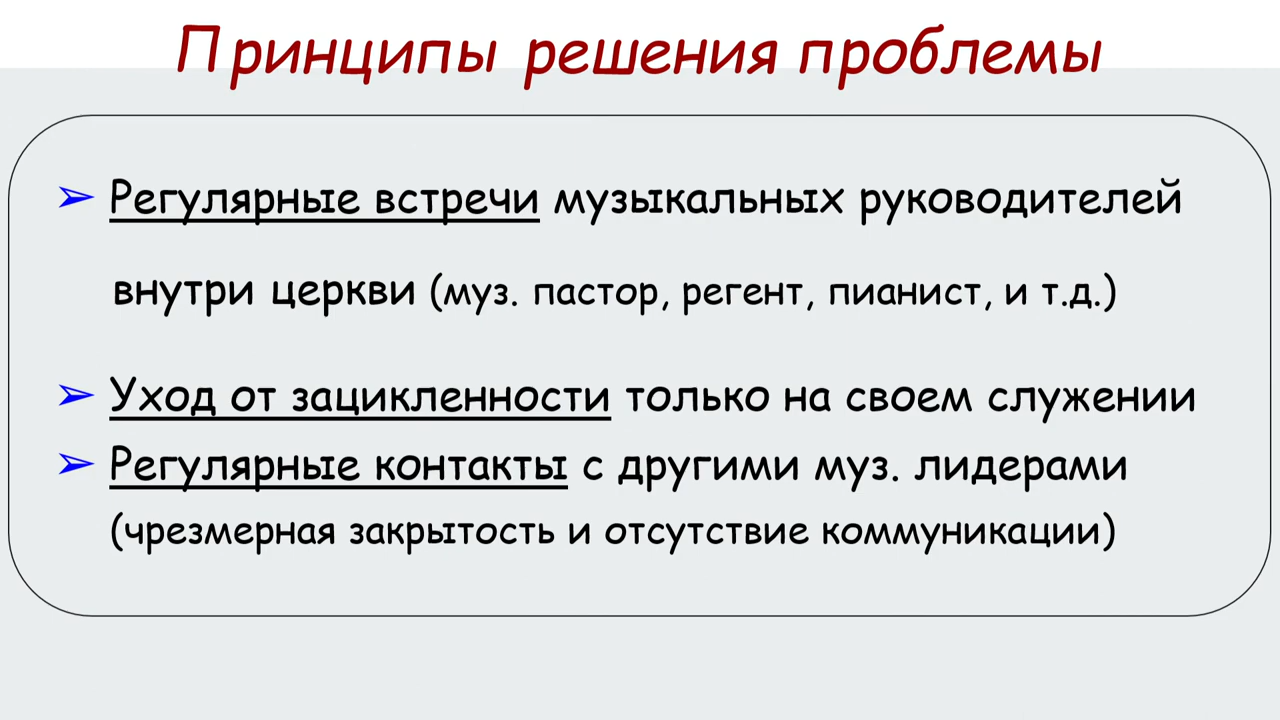 Принципы решения проблемы
➢ Регулярные встречи музыкальных руководителей
внутри церкви (муз. пастор, регент, пианист, и т.д.)
➢ Уход от зацикленности только на своем служении
➢ Регулярные контакты с другими муз. лидерами
(чрезмерная закрытость и отсутствие коммуникации)